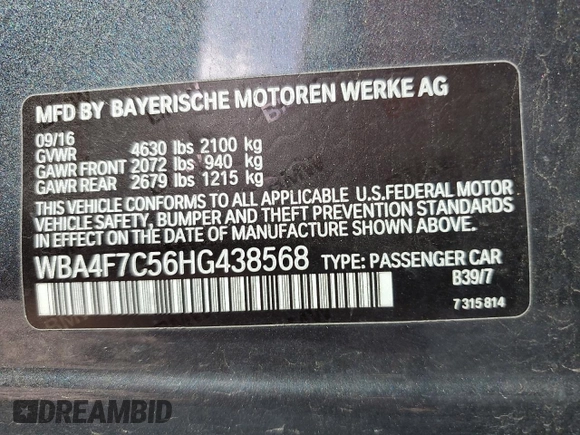 MFD BY BAYERISCHE MOTOREN WERKE AG
09/16
GVWR 4630 lbs 2100 kg
GAWR FRONT 2072 lbs 940 kg
GAWR REAR 2679 lbs 1215 kg
THIS VEHICLE CONFORMS TO ALL APPLICABLE U.S.FEDERAL MOTOR
VEHICLE SAFETY, BUMPER AND THEFT PREVENTION STANDARDS
IN EFFECT ON THE DATE OF MANUFACTURE SHOWN ABOVE.
WBA4F7C56HG438568 TYPE: PASSENGER CAR
B39/7
7 315 814
DREAMBID